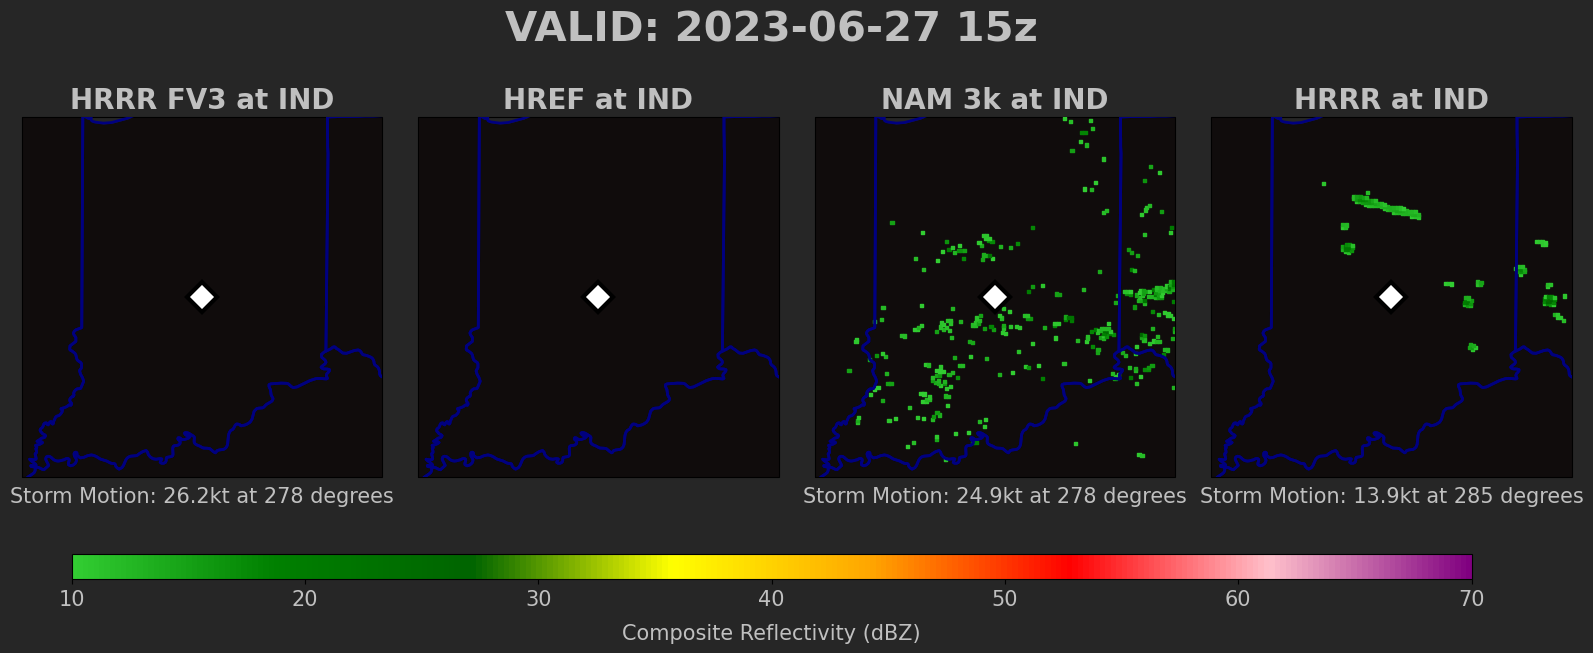 VALID: 2023-06-27 15z
HRRR FV3 at IND
HREF at IND
NAM 3k at IND
HRRR at IND
Storm Motion: 26.2kt at 278 degrees
Storm Motion: 24.9kt at 278 degrees
Storm Motion: 13.9kt at 285 degrees
10 20 30 40 50 60 70
Composite Reflectivity (dBZ)